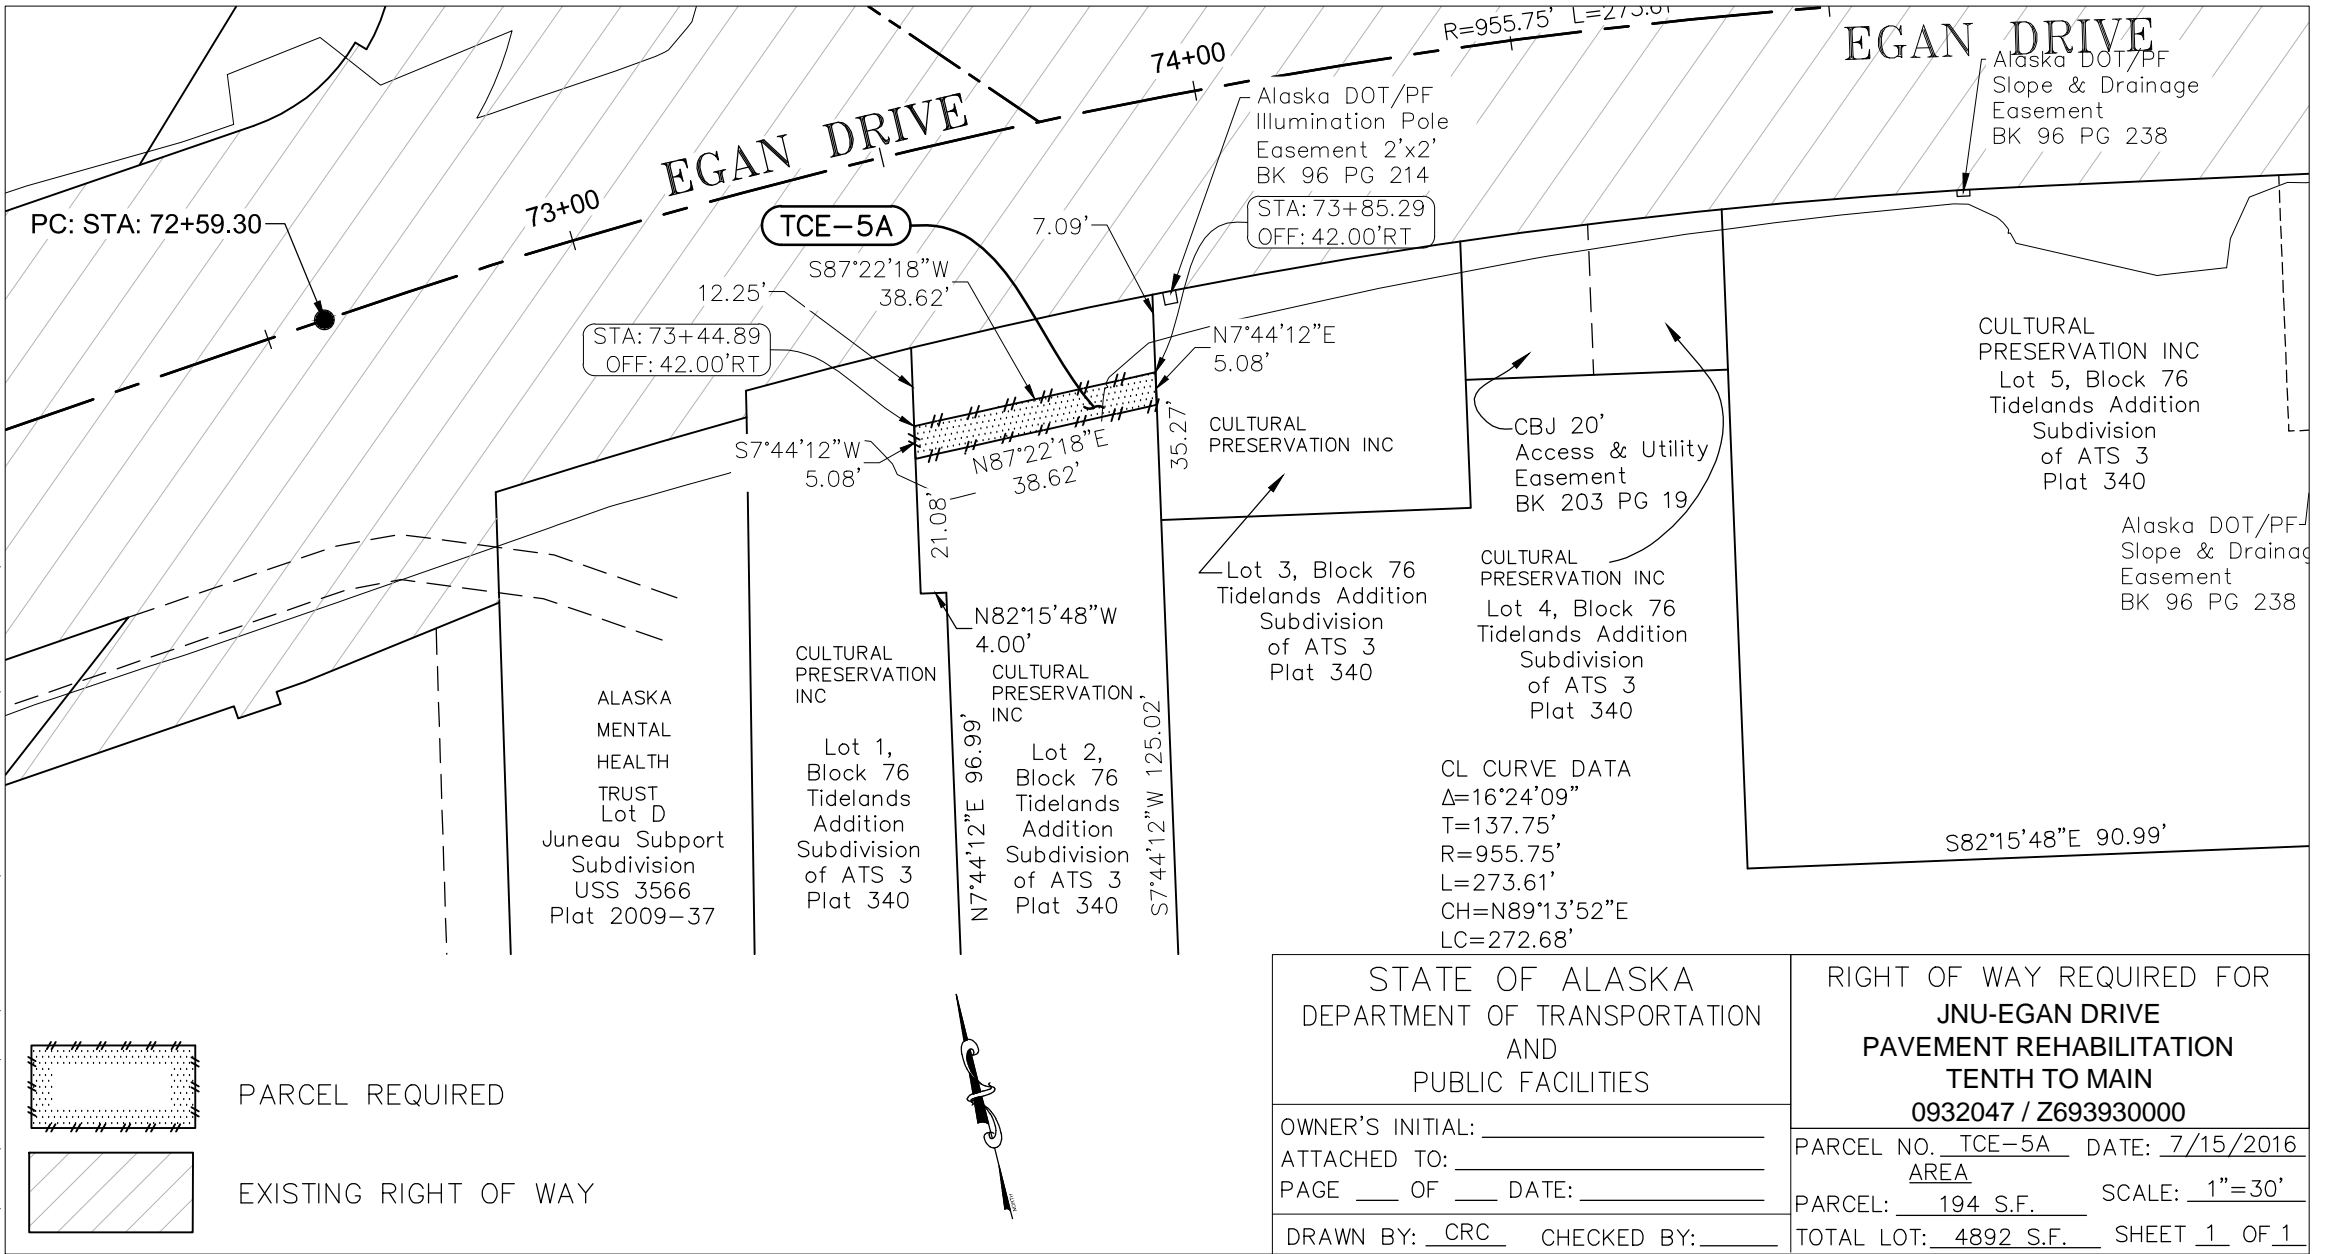 R=955.75' L=273.61'
EGAN DRIVE
74+00
Alaska DOT/PF
Slope & Drainage
Easement
BK 96 PG 238
Alaska DOT/PF
Illumination Pole
Easement 2'x2'
BK 96 PG 214
EGAN DRIVE
73+00
PC: STA: 72+59.30
TCE-5A
7.09'
STA: 73+85.29
OFF: 42.00'RT
S87°22'18"W
38.62'
12.25'
STA: 73+44.89
OFF: 42.00'RT
N7°44'12"E
5.08'
CULTURAL
PRESERVATION INC
Lot 5, Block 76
Tidelands Addition
Subdivision
of ATS 3
Plat 340
S7°44'12"W
5.08'
N87°22'18"E
38.62'
35.27'
21.08'
CULTURAL
PRESERVATION INC
CBJ 20'
Access & Utility
Easement
BK 203 PG 19
Alaska DOT/PF
Slope & Drainag
Easement
BK 96 PG 238
Lot 3, Block 76
Tidelands Addition
Subdivision
of ATS 3
Plat 340
CULTURAL
PRESERVATION INC
Lot 4, Block 76
Tidelands Addition
Subdivision
of ATS 3
Plat 340
N82°15'48"W
4.00'
ALASKA
MENTAL
HEALTH
TRUST
Lot D
Juneau Subport
Subdivision
USS 3566
Plat 2009-37
CULTURAL
PRESERVATION
INC
Lot 1,
Block 76
Tidelands
Addition
Subdivision
of ATS 3
Plat 340
N7°44'12"E 96.99'
CULTURAL
PRESERVATION
INC
Lot 2,
Block 76
Tidelands
Addition
Subdivision
of ATS 3
Plat 340
S7°44'12"W 125.02'
CL CURVE DATA
Δ=16°24'09"
T=137.75'
R=955.75'
L=273.61'
CH=N89°13'52"E
LC=272.68'
S82°15'48"E 90.99'
PARCEL REQUIRED
EXISTING RIGHT OF WAY
STATE OF ALASKA
DEPARTMENT OF TRANSPORTATION
AND
PUBLIC FACILITIES
OWNER'S INITIAL:
ATTACHED TO:
PAGE OF DATE:
DRAWN BY: CRC CHECKED BY:
RIGHT OF WAY REQUIRED FOR
JNU-EGAN DRIVE
PAVEMENT REHABILITATION
TENTH TO MAIN
0932047 / Z693930000
PARCEL NO. TCE-5A DATE: 7/15/2016
AREA
PARCEL: 194 S.F. SCALE: 1"=30'
TOTAL LOT: 4892 S.F. SHEET 1 OF 1